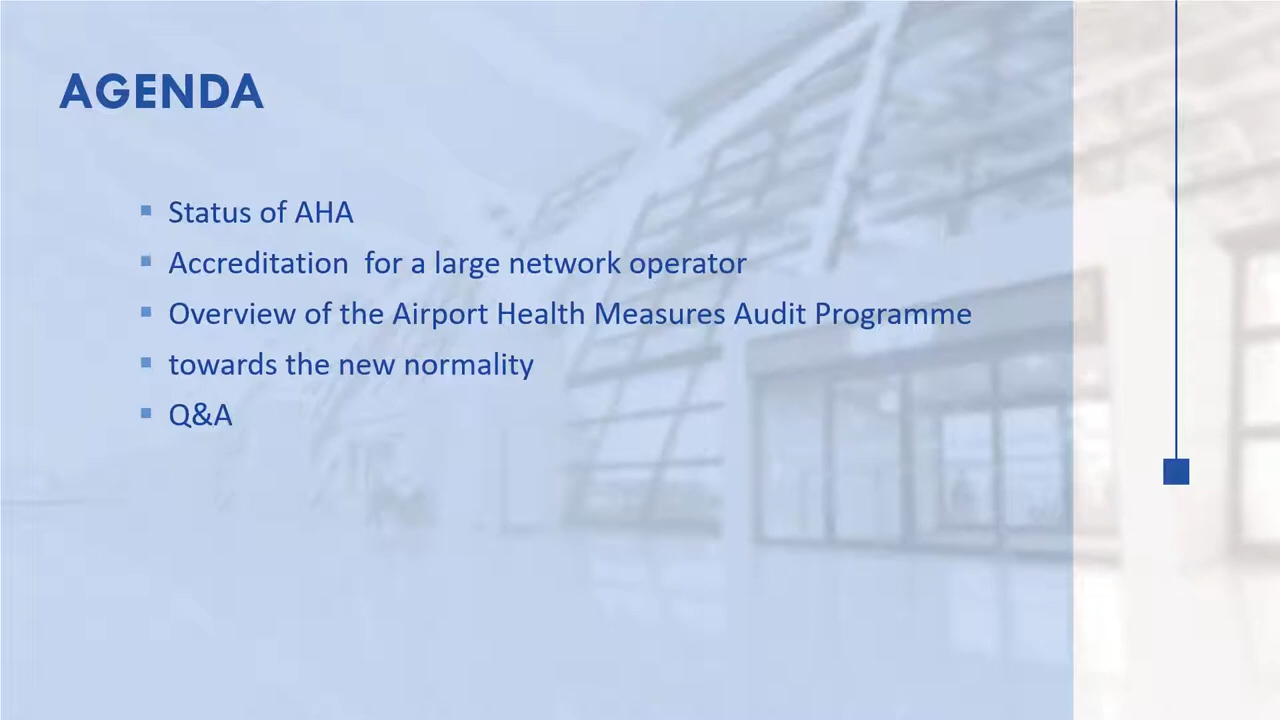 AGENDA
Status of AHA
Accreditation  for a large network operator
Overview of the Airport Health Measures Audit Programme
towards the new normality
Q&A